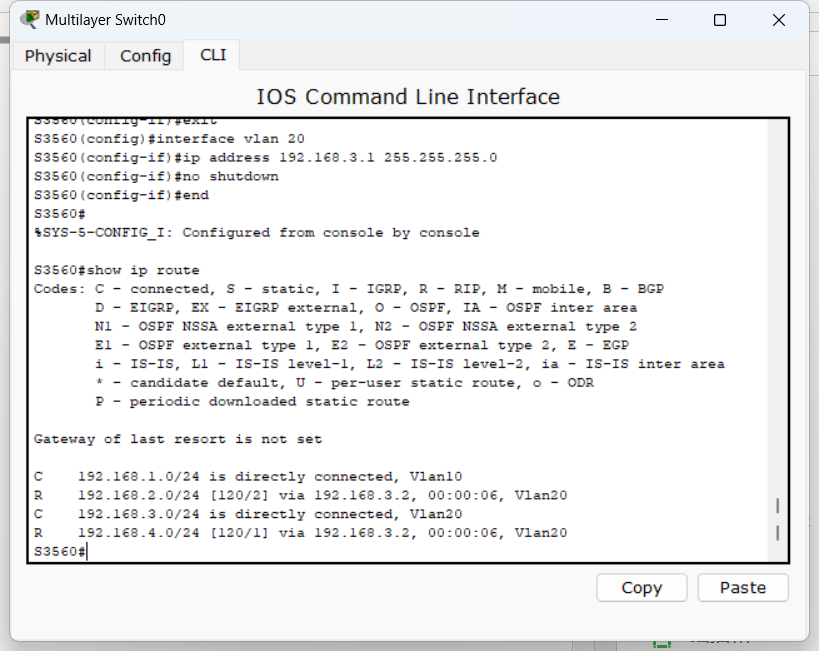 Multilayer Switch0
Physical Config CLI
IOS Command Line Interface
S3560(config-if)#exit
S3560(config)#interface vlan 20
S3560(config-if)#ip address 192.168.3.1 255.255.255.0
S3560(config-if)#no shutdown
S3560(config-if)#end
S3560#
%SYS-5-CONFIG_I: Configured from console by console
S3560#show ip route
Codes: C - connected, S - static, I - IGRP, R - RIP, M - mobile, B - BGP
D - EIGRP, EX - EIGRP external, O - OSPF, IA - OSPF inter area
N1 - OSPF NSSA external type 1, N2 - OSPF NSSA external type 2
E1 - OSPF external type 1, E2 - OSPF external type 2, E - EGP
i - IS-IS, L1 - IS-IS level-1, L2 - IS-IS level-2, ia - IS-IS inter area
* - candidate default, U - per-user static route, o - ODR
P - periodic downloaded static route
Gateway of last resort is not set
C 192.168.1.0/24 is directly connected, Vlan10
R 192.168.2.0/24 [120/2] via 192.168.3.2, 00:00:06, Vlan20
C 192.168.3.0/24 is directly connected, Vlan20
R 192.168.4.0/24 [120/1] via 192.168.3.2, 00:00:06, Vlan20
S3560#
Copy Paste